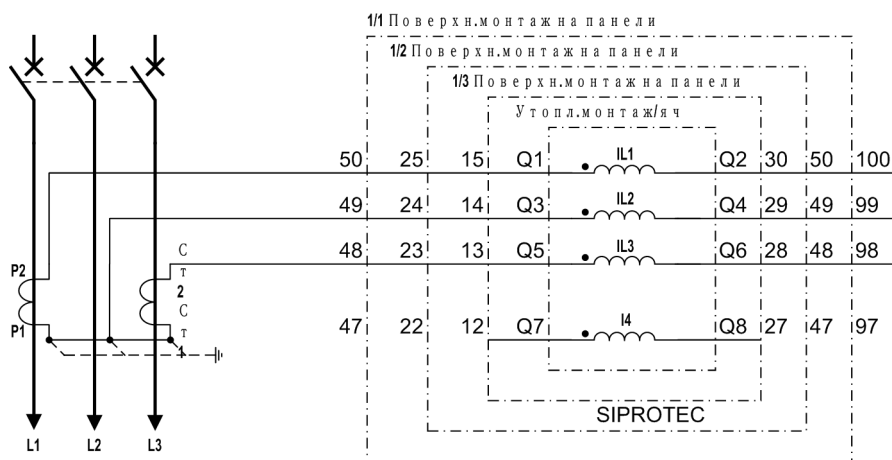 1/1 Поверхн.монтаж на панели
1/2 Поверхн.монтаж на панели
1/3 Поверхн.монтаж на панели
Утопл.монтаж/яч
50 25 15 Q1 IL1 Q2 30 50 100
49 24 14 Q3 IL2 Q4 29 49 99
48 23 13 Q5 IL3 Q6 28 48 98
47 22 12 Q7 I4 Q8 27 47 97
P2
P1
Ст2
Ст1
SIPROTEC
L1 L2 L3